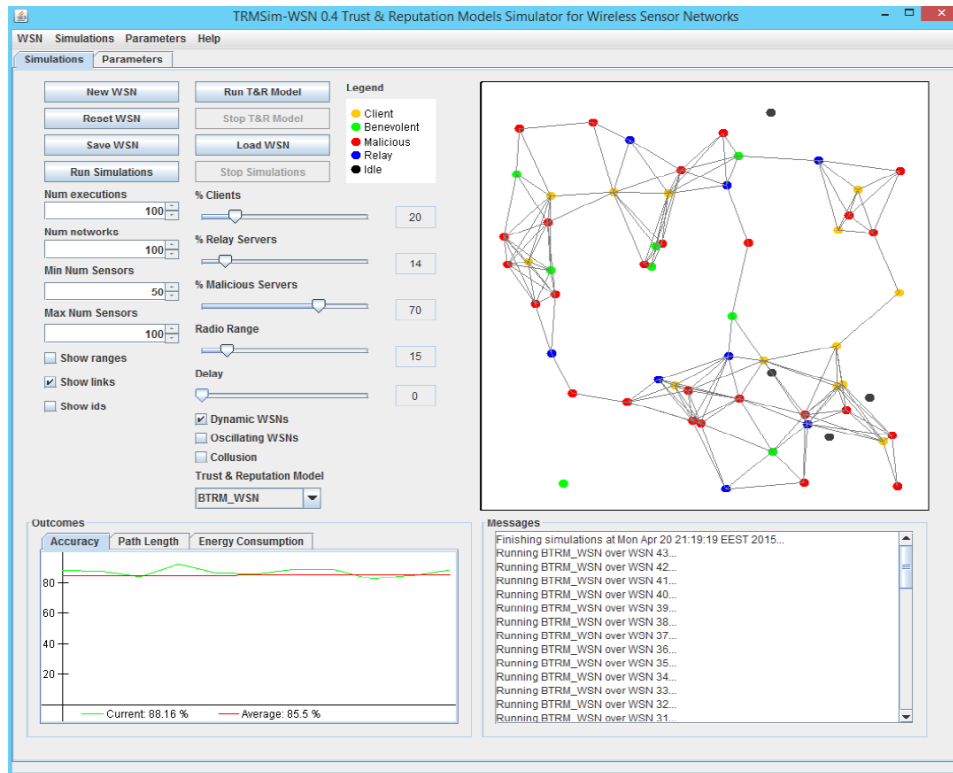 TRMSim-WSN 0.4 Trust & Reputation Models Simulator for Wireless Sensor Networks
WSN Simulations Parameters Help
Simulations Parameters
New WSN
Run T&R Model
Reset WSN
Stop T&R Model
Save WSN
Load WSN
Run Simulations
Stop Simulations
Legend
Client
Benevolent
Malicious
Relay
Idle
Num executions
100
Num networks
100
Min Num Sensors
50
Max Num Sensors
100
Show ranges
Show links
Show ids
% Clients
20
% Relay Servers
14
% Malicious Servers
70
Radio Range
15
Delay
0
Dynamic WSNs
Oscillating WSNs
Collusion
Trust & Reputation Model
BTRM_WSN
Outcomes
Accuracy Path Length Energy Consumption
80
60
40
20
Current: 88.16 % Average: 85.5 %
Messages
Finishing simulations at Mon Apr 20 21:19:19 EEST 2015...
Running BTRM_WSN over WSN 43...
Running BTRM_WSN over WSN 42...
Running BTRM_WSN over WSN 41...
Running BTRM_WSN over WSN 40...
Running BTRM_WSN over WSN 39...
Running BTRM_WSN over WSN 38...
Running BTRM_WSN over WSN 37...
Running BTRM_WSN over WSN 36...
Running BTRM_WSN over WSN 35...
Running BTRM_WSN over WSN 34...
Running BTRM_WSN over WSN 33...
Running BTRM_WSN over WSN 32...
Running BTRM_WSN over WSN 31...